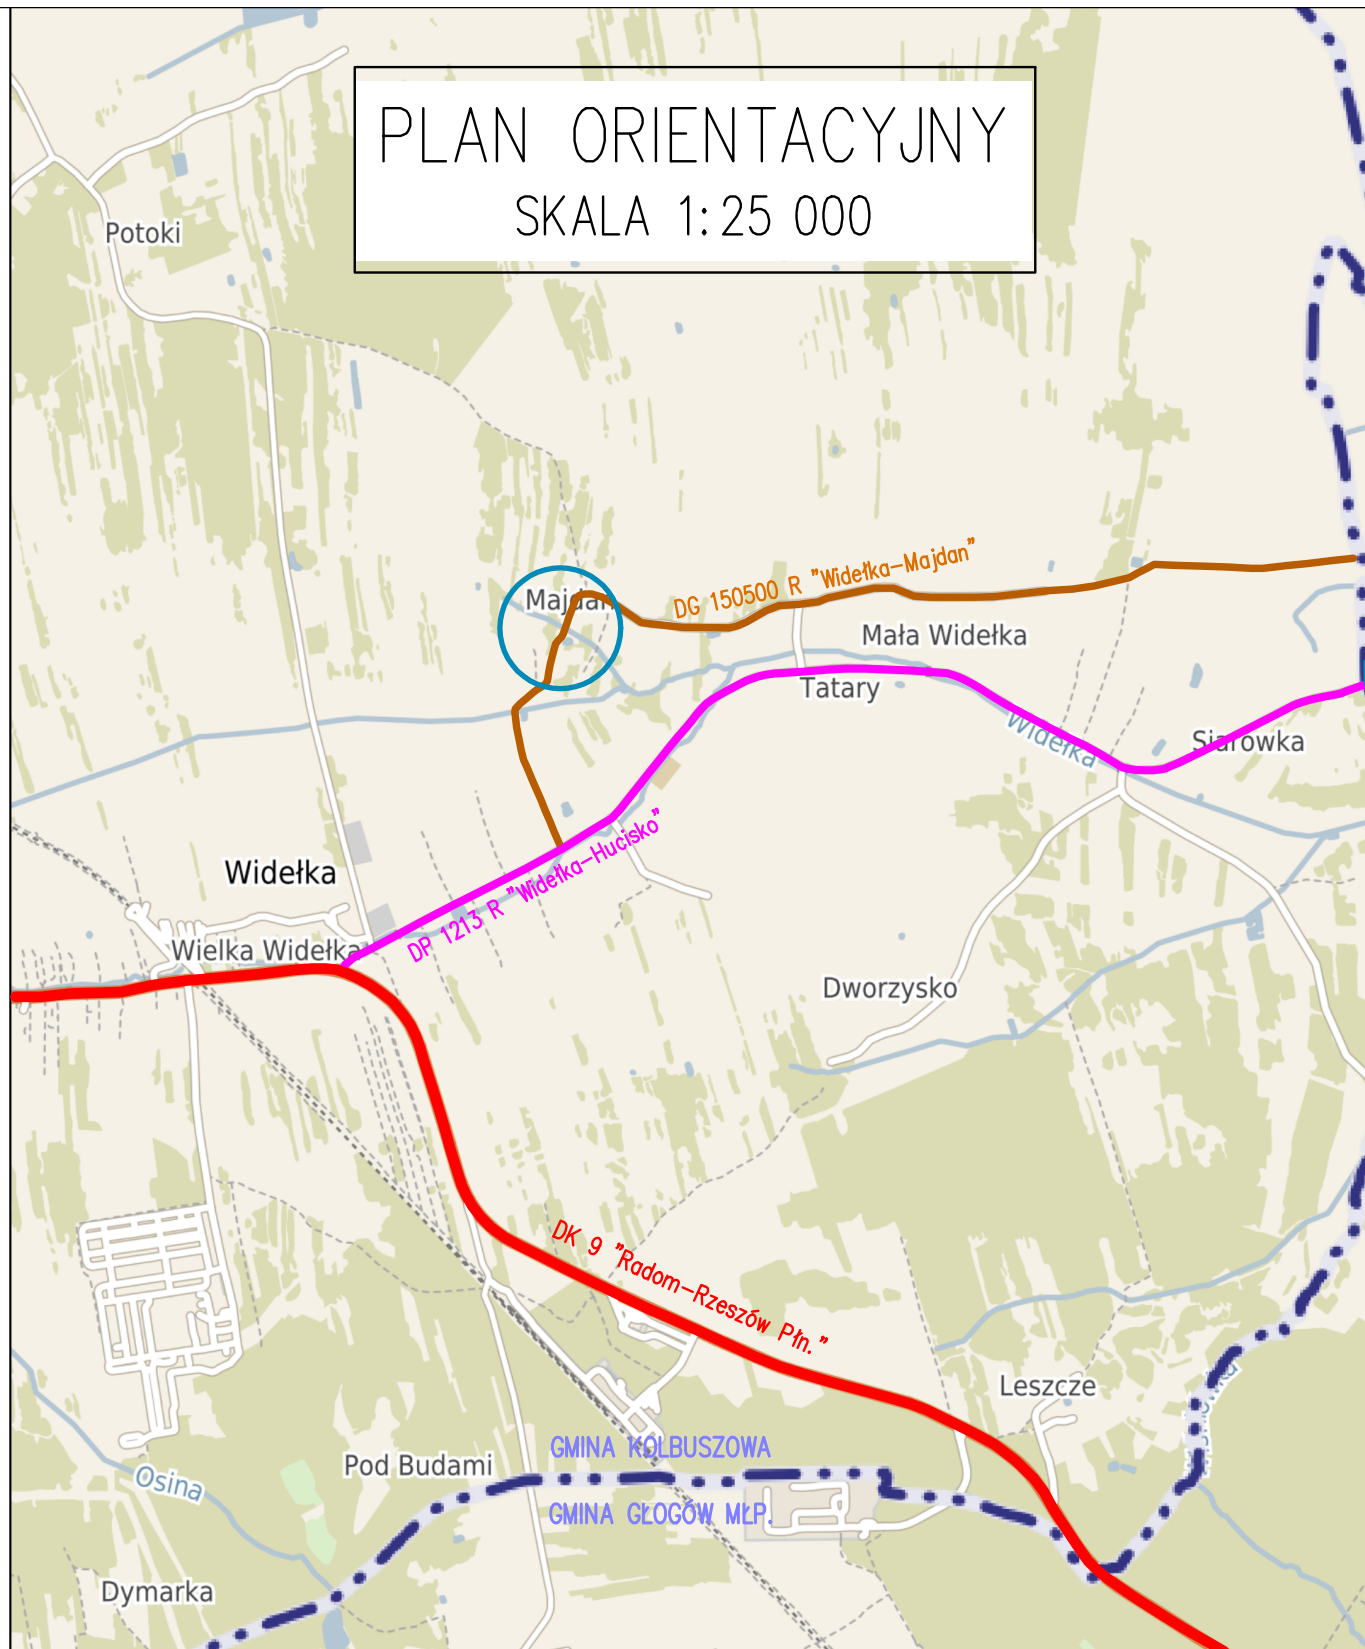 PLAN ORIENTACYJNY
SKALA 1:25 000
Potoki
DG 150500 R "Widełka-Majdan"
Majdan
Mała Widełka
Tatary
Widełka
Siarówka
DP 1213 R "Widełka-Hucisko"
Widełka
Wielka Widełka
Dworzysko
DK 9 "Radom-Rzeszów Płn."
Leszcze
GMINA KOLBUSZOWA
Pod Budami
Osina
GMINA GŁOGÓW MŁP.
Dymarka